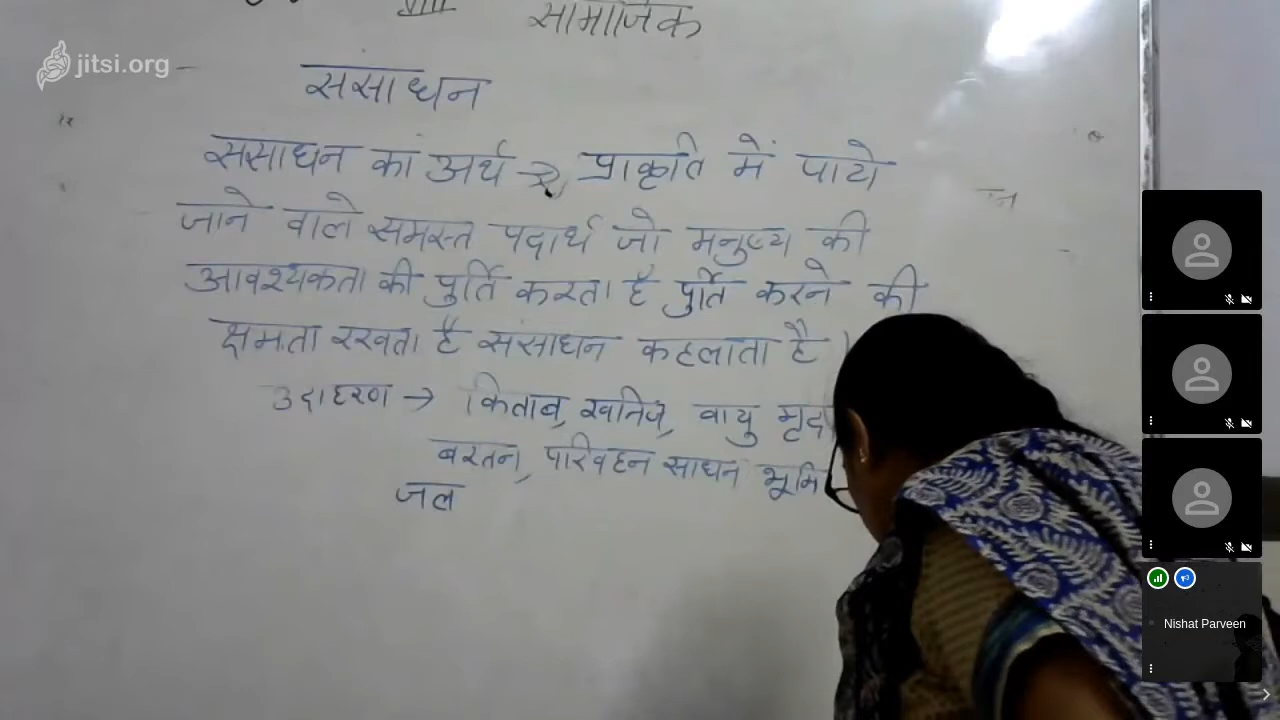 VIII सामाजिक
jitsi.org
संसाधन
संसाधन का अर्थ → प्राकृति में पाये
जाने वाले समस्त पदार्थ जो मनुष्य की
आवश्यकता की पुर्ति करता है पुर्ति करने की
क्षमता रखता है संसाधन कहलाता है ।
उदाहरण → किताब, खनिज, वायु मृदा
बरतन, परिवहन साधन भूमि
जल
Nishat Parveen